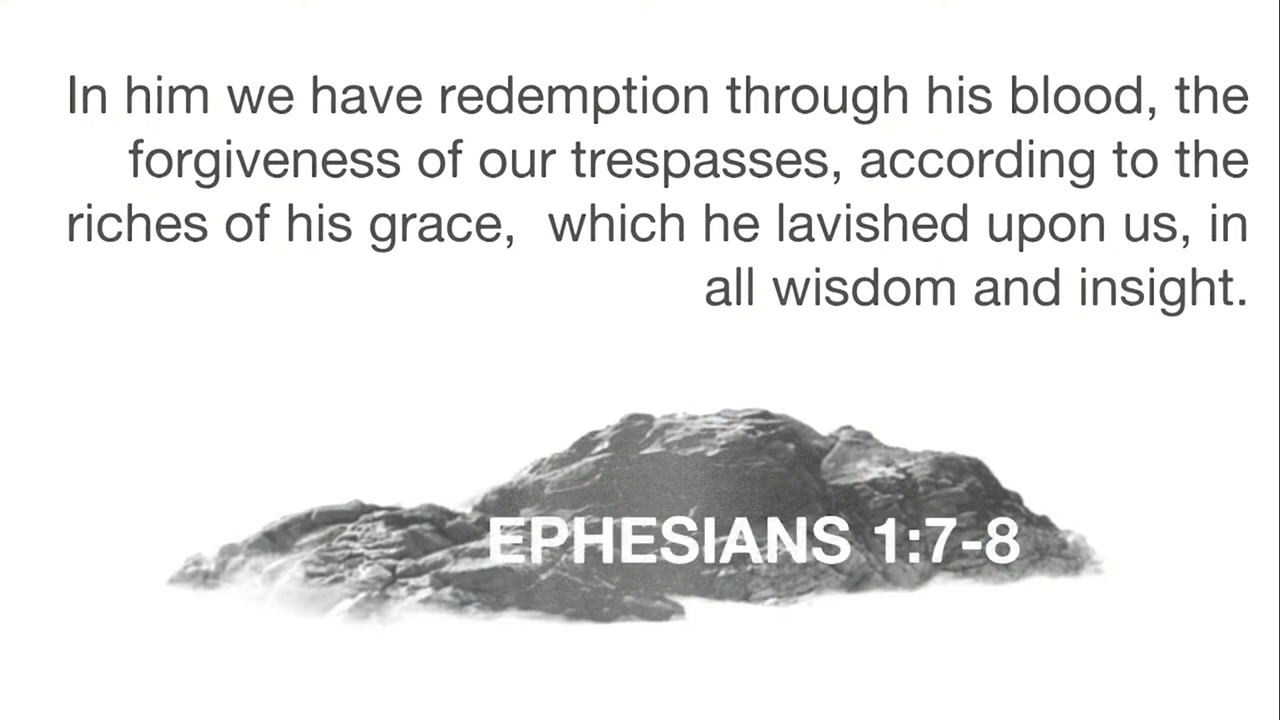 In him we have redemption through his blood, the
forgiveness of our trespasses, according to the
riches of his grace,  which he lavished upon us, in
all wisdom and insight.
EPHESIANS 1:7-8